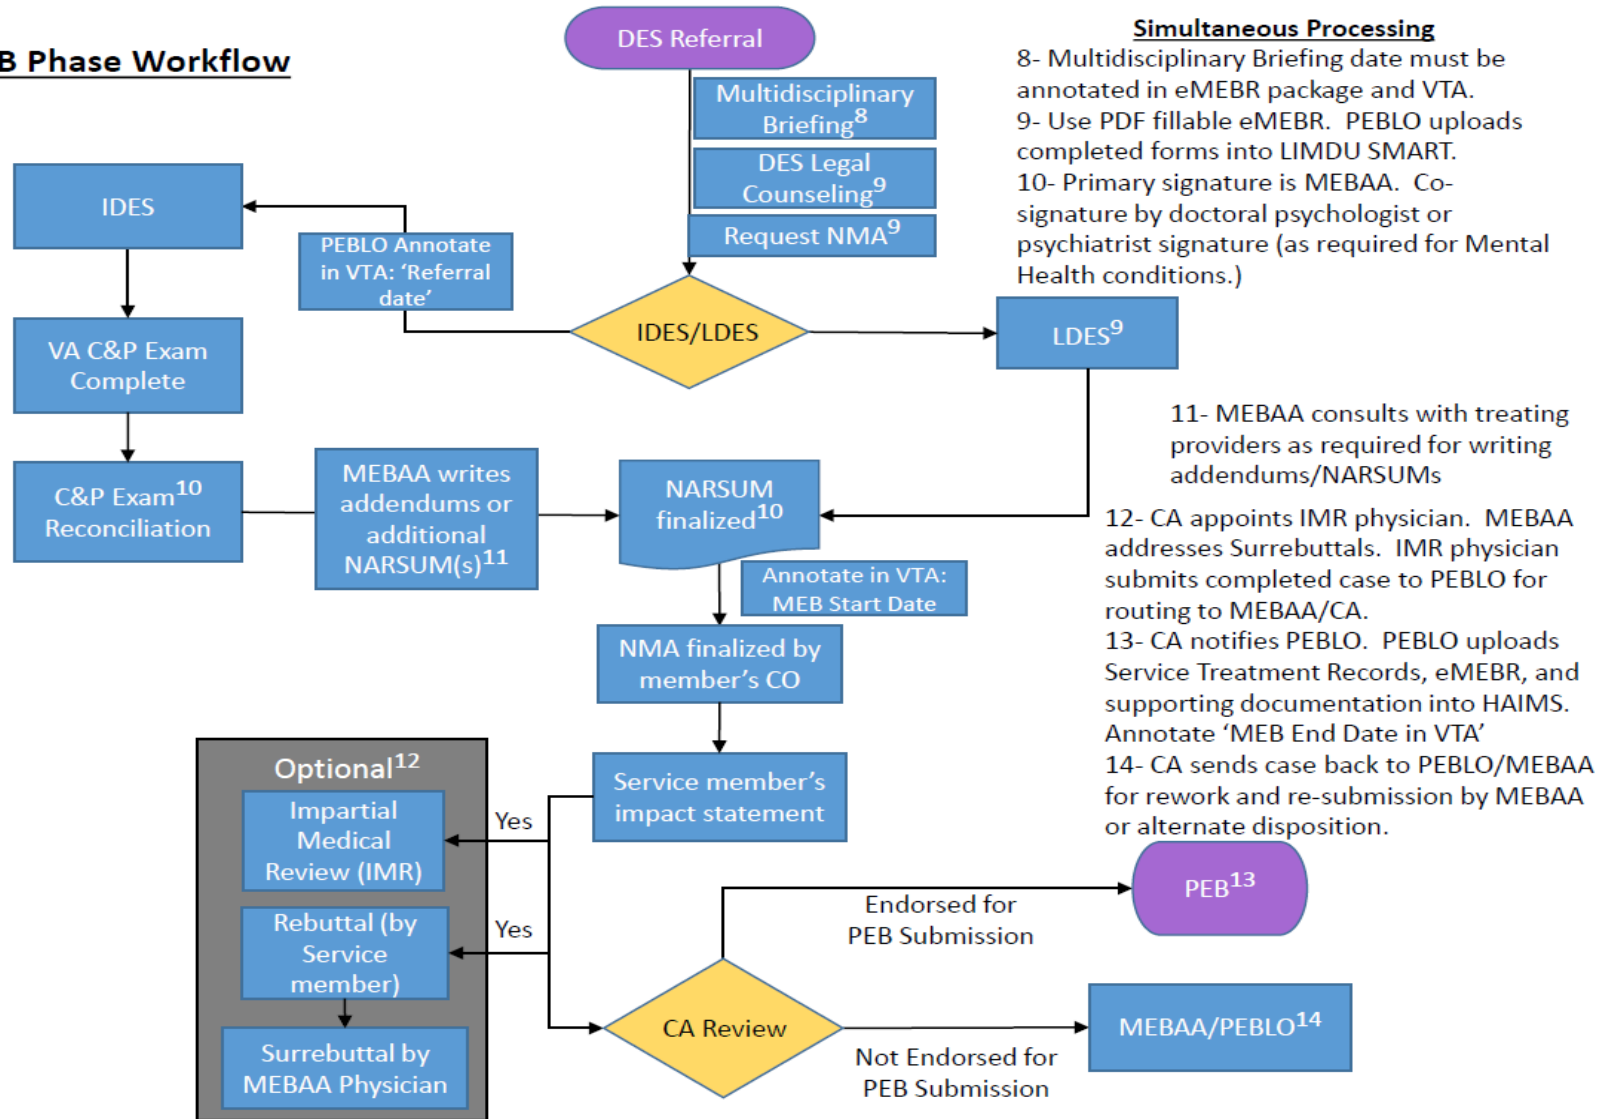 B Phase Workflow
DES Referral
Multidisciplinary
Briefing8
DES Legal
Counseling9
Request NMA9
Simultaneous Processing
8- Multidisciplinary Briefing date must be
annotated in eMEBR package and VTA.
9- Use PDF fillable eMEBR.  PEBLO uploads
completed forms into LIMDU SMART.
10- Primary signature is MEBAA.  Co-
signature by doctoral psychologist or
psychiatrist signature (as required for Mental
Health conditions.)
IDES
PEBLO Annotate
in VTA: ‘Referral
date’
IDES/LDES
LDES9
VA C&P Exam
Complete
C&P Exam10
Reconciliation
MEBAA writes
addendums or
additional
NARSUM(s)11
NARSUM
finalized10
11- MEBAA consults with treating
providers as required for writing
addendums/NARSUMs
Annotate in VTA:
MEB Start Date
NMA finalized by
member’s CO
Service member’s
impact statement
12- CA appoints IMR physician.  MEBAA
addresses Surrebuttals.  IMR physician
submits completed case to PEBLO for
routing to MEBAA/CA.
13- CA notifies PEBLO.  PEBLO uploads
Service Treatment Records, eMEBR, and
supporting documentation into HAIMS.
Annotate ‘MEB End Date in VTA’
14- CA sends case back to PEBLO/MEBAA
for rework and re-submission by MEBAA
or alternate disposition.
Optional12
Impartial
Medical
Review (IMR)
Yes
Rebuttal (by
Service
member)
Yes
Surrebuttal by
MEBAA Physician
CA Review
Endorsed for
PEB Submission
PEB13
Not Endorsed for
PEB Submission
MEBAA/PEBLO14